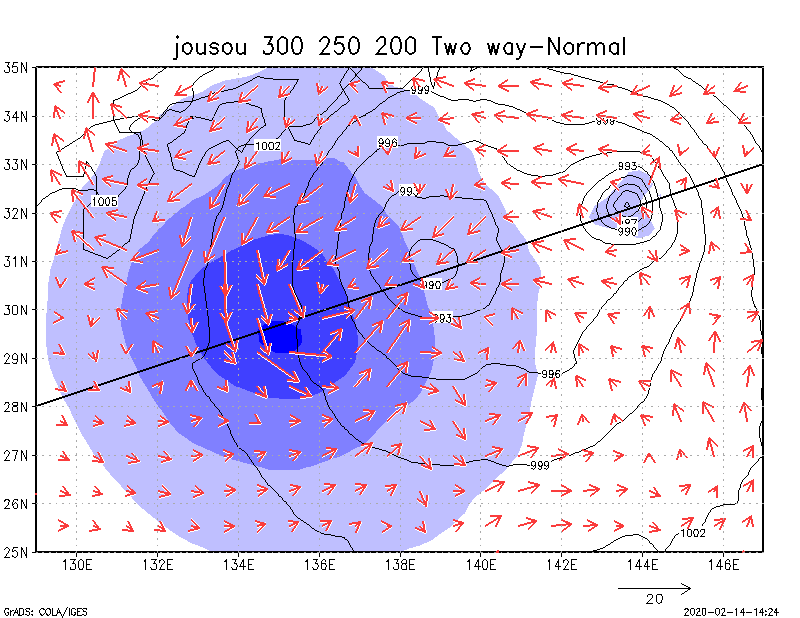 jousou 300 250 200 Two way-Normal
35N
999
34N
999
996
1002
33N
993
993
1005
32N
987
990
31N
990
30N
993
29N
996
28N
27N
999
26N
1002
25N
130E 132E 134E 136E 138E 140E 142E 144E 146E
20
GrADS: COLA/IGES 2020-02-14-14:24